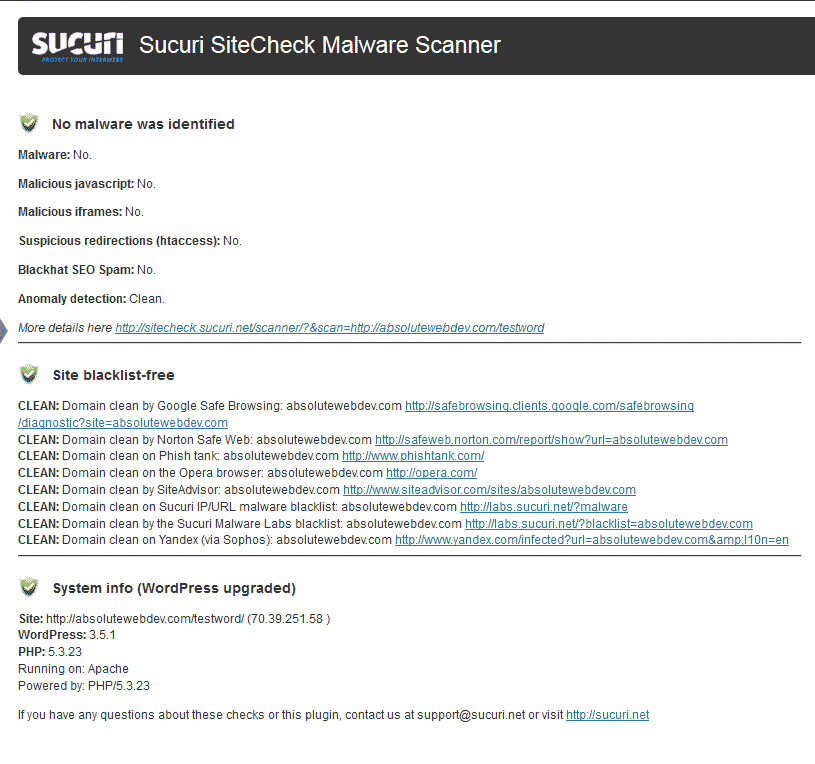 SUCURI
PROTECT YOUR INTERWEBS
Sucuri SiteCheck Malware Scanner
No malware was identified
Malware: No.
Malicious javascript: No.
Malicious iframes: No.
Suspicious redirections (htaccess): No.
Blackhat SEO Spam: No.
Anomaly detection: Clean.
More details here http://sitecheck.sucuri.net/scanner/?&scan=http://absolutewebdev.com/testword
Site blacklist-free
CLEAN: Domain clean by Google Safe Browsing: absolutewebdev.com http://safebrowsing.clients.google.com/safebrowsing
/diagnostic?site=absolutewebdev.com
CLEAN: Domain clean by Norton Safe Web: absolutewebdev.com http://safeweb.norton.com/report/show?url=absolutewebdev.com
CLEAN: Domain clean on Phish tank: absolutewebdev.com http://www.phishtank.com/
CLEAN: Domain clean on the Opera browser: absolutewebdev.com http://opera.com/
CLEAN: Domain clean by SiteAdvisor: absolutewebdev.com http://www.siteadvisor.com/sites/absolutewebdev.com
CLEAN: Domain clean on Sucuri IP/URL malware blacklist: absolutewebdev.com http://labs.sucuri.net/?malware
CLEAN: Domain clean by the Sucuri Malware Labs blacklist: absolutewebdev.com http://labs.sucuri.net/?blacklist=absolutewebdev.com
CLEAN: Domain clean on Yandex (via Sophos): absolutewebdev.com http://www.yandex.com/infected?url=absolutewebdev.com&amp;l10n=en
System info (WordPress upgraded)
Site: http://absolutewebdev.com/testword/ (70.39.251.58 )
WordPress: 3.5.1
PHP: 5.3.23
Running on: Apache
Powered by: PHP/5.3.23
If you have any questions about these checks or this plugin, contact us at support@sucuri.net or visit http://sucuri.net